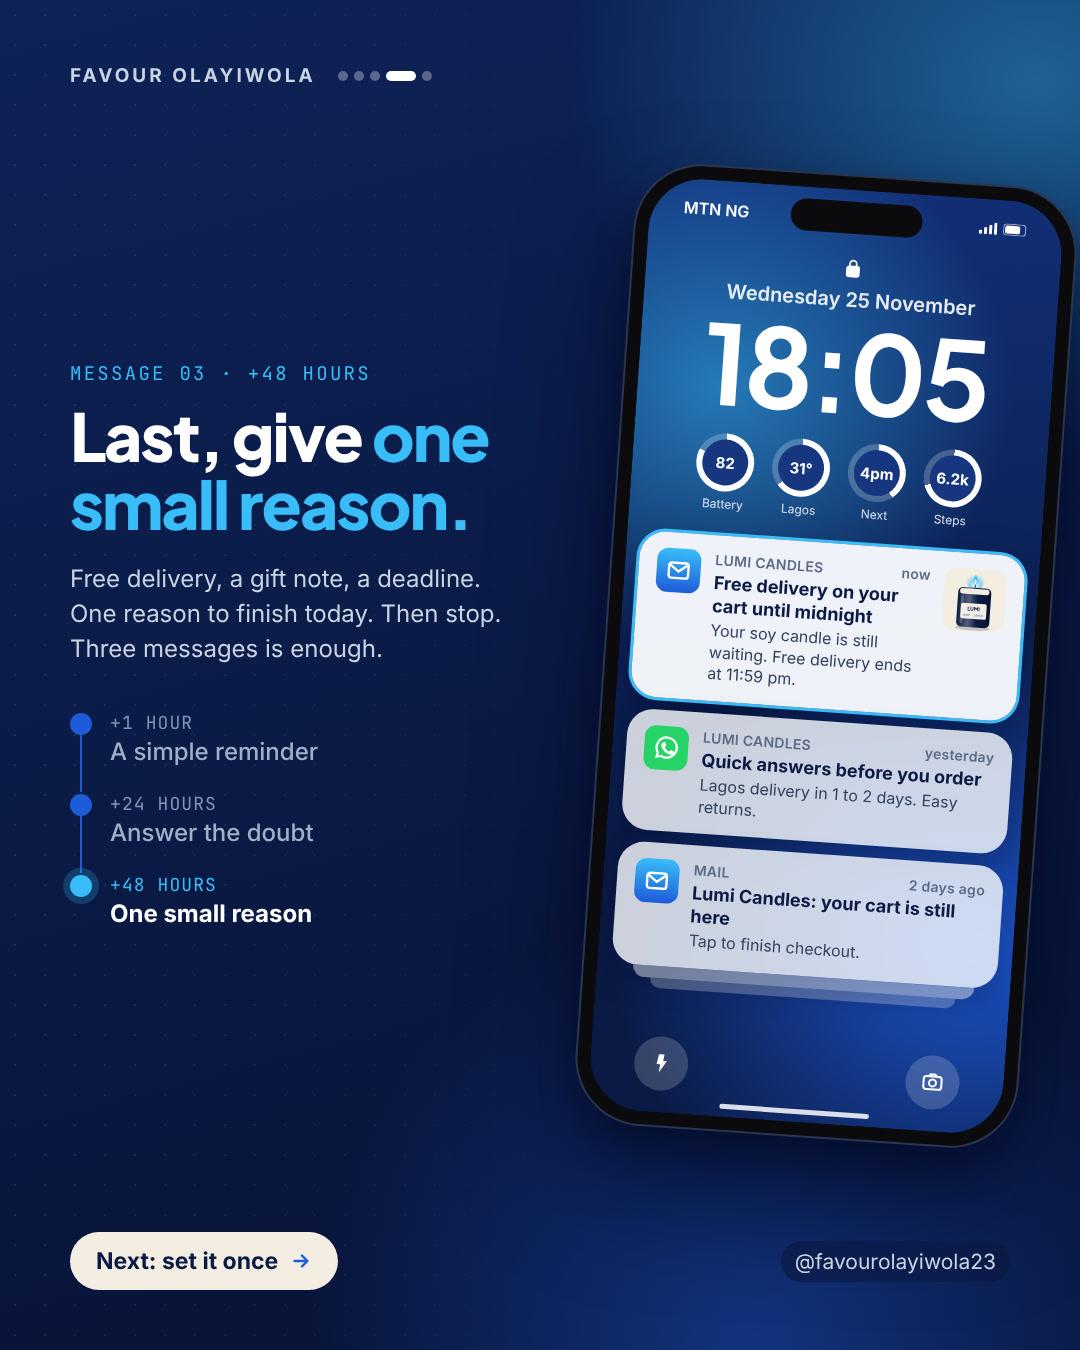 FAVOUR OLAYIWOLA
MESSAGE 03 · +48 HOURS
Last, give one
small reason.
Free delivery, a gift note, a deadline.
One reason to finish today. Then stop.
Three messages is enough.
+1 HOUR
A simple reminder
+24 HOURS
Answer the doubt
+48 HOURS
One small reason
MTN NG
Wednesday 25 November
18:05
82
31°
4pm
6.2k
Battery
Lagos
Next
Steps
LUMI CANDLES
now
Free delivery on your
cart until midnight
Your soy candle is still
waiting. Free delivery ends
at 11:59 pm.
LUMI
LUMI CANDLES
yesterday
Quick answers before you order
Lagos delivery in 1 to 2 days. Easy
returns.
MAIL
2 days ago
Lumi Candles: your cart is still
here
Tap to finish checkout.
Next: set it once →
@favourolayiwola23